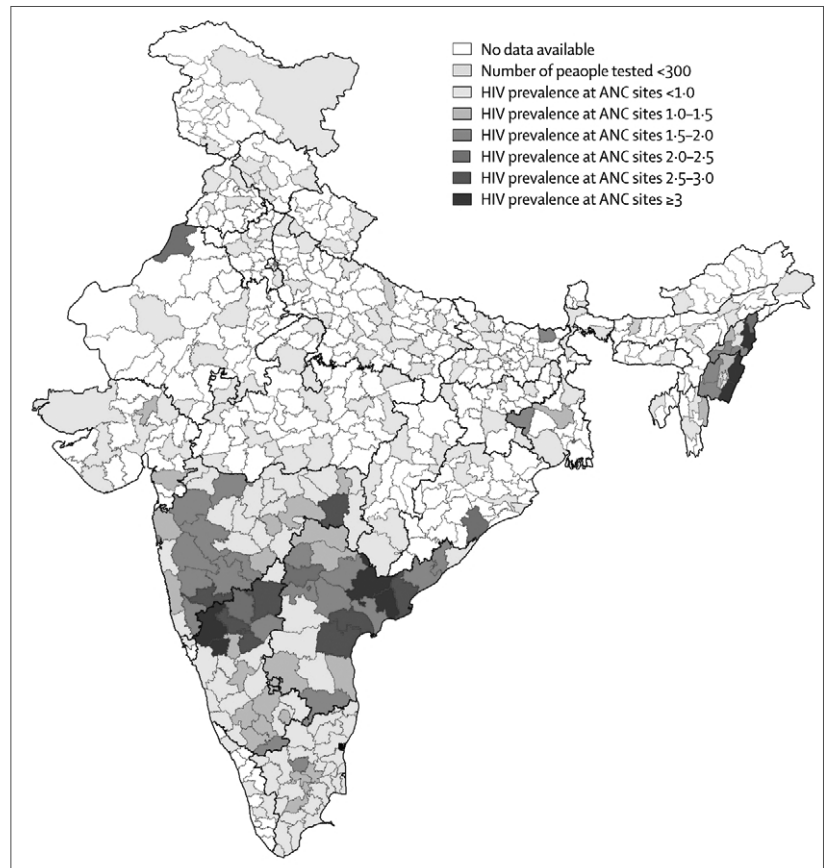 No data available
Number of peaople tested <300
HIV prevalence at ANC sites <1·0
HIV prevalence at ANC sites 1·0–1·5
HIV prevalence at ANC sites 1·5–2·0
HIV prevalence at ANC sites 2·0–2·5
HIV prevalence at ANC sites 2·5–3·0
HIV prevalence at ANC sites ≥3